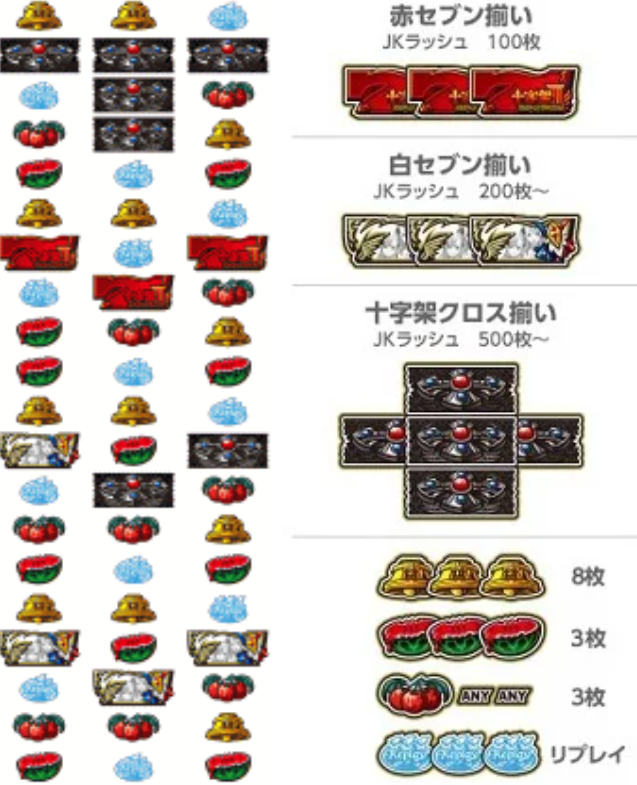 赤セブン揃い
JKラッシュ 100枚
白セブン揃い
JKラッシュ 200枚~
十字架クロス揃い
JKラッシュ 500枚~
8枚
3枚
ANY ANY
3枚
Replay Replay Replay
リプレイ